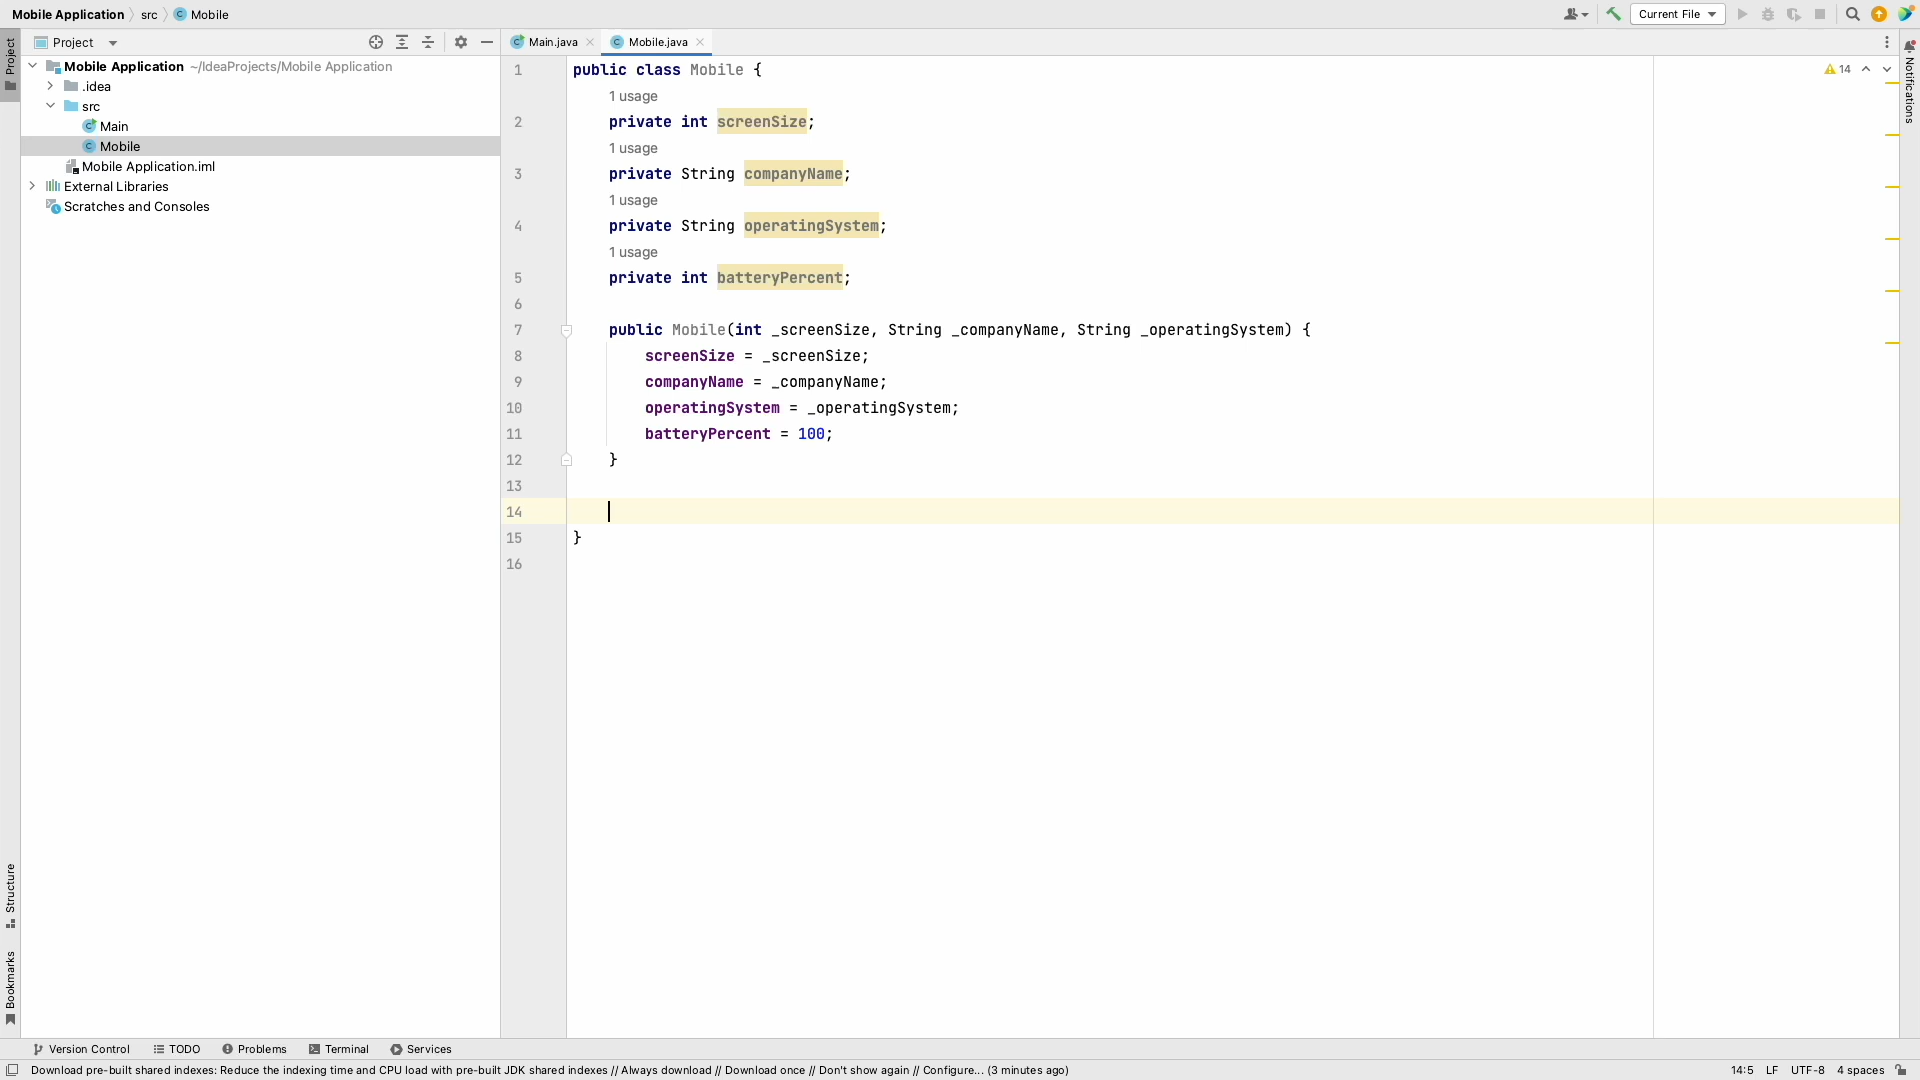 Mobile Application
src
Mobile
Current File
Project
Main.java
Mobile.java
Project
Mobile Application ~/IdeaProjects/Mobile Application
.idea
src
Main
Mobile
Mobile Application.iml
External Libraries
Scratches and Consoles
1 public class Mobile {
1 usage
2 private int screenSize;
1 usage
3 private String companyName;
1 usage
4 private String operatingSystem;
1 usage
5 private int batteryPercent;
6
7 public Mobile(int _screenSize, String _companyName, String _operatingSystem) {
8 screenSize = _screenSize;
9 companyName = _companyName;
10 operatingSystem = _operatingSystem;
11 batteryPercent = 100;
12 }
13
14
15 }
16
14
Notifications
Structure
Bookmarks
Version Control
TODO
Problems
Terminal
Services
Download pre-built shared indexes: Reduce the indexing time and CPU load with pre-built JDK shared indexes // Always download // Download once // Don't show again // Configure... (3 minutes ago)
14:5 LF UTF-8 4 spaces